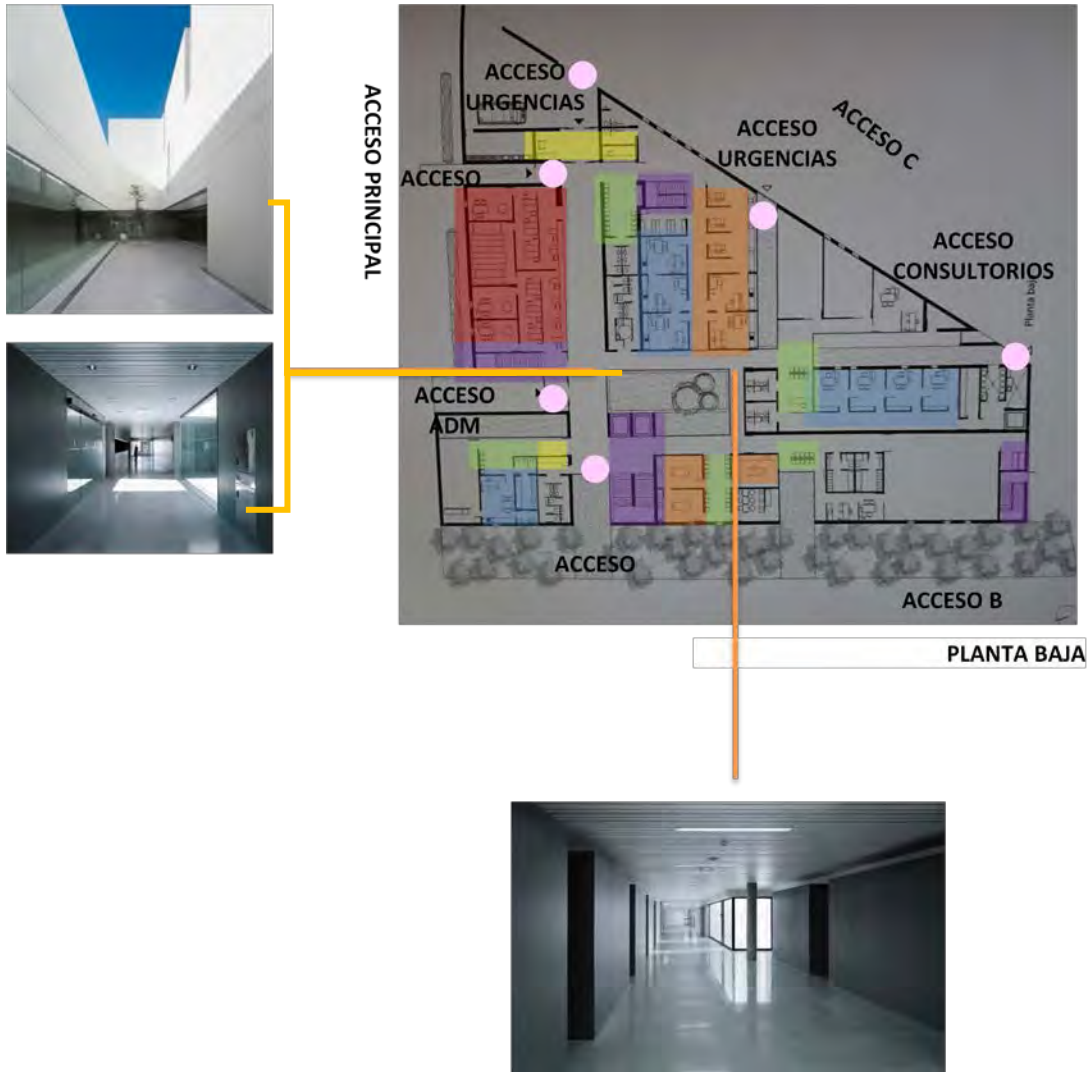 ACCESO
URGENCIAS
ACCESO PRINCIPAL
ACCESO
URGENCIAS
ACCESO C
ACCESO
ACCESO
CONSULTORIOS
Planta baja
ACCESO
ADM
ACCESO
ACCESO B
PLANTA BAJA